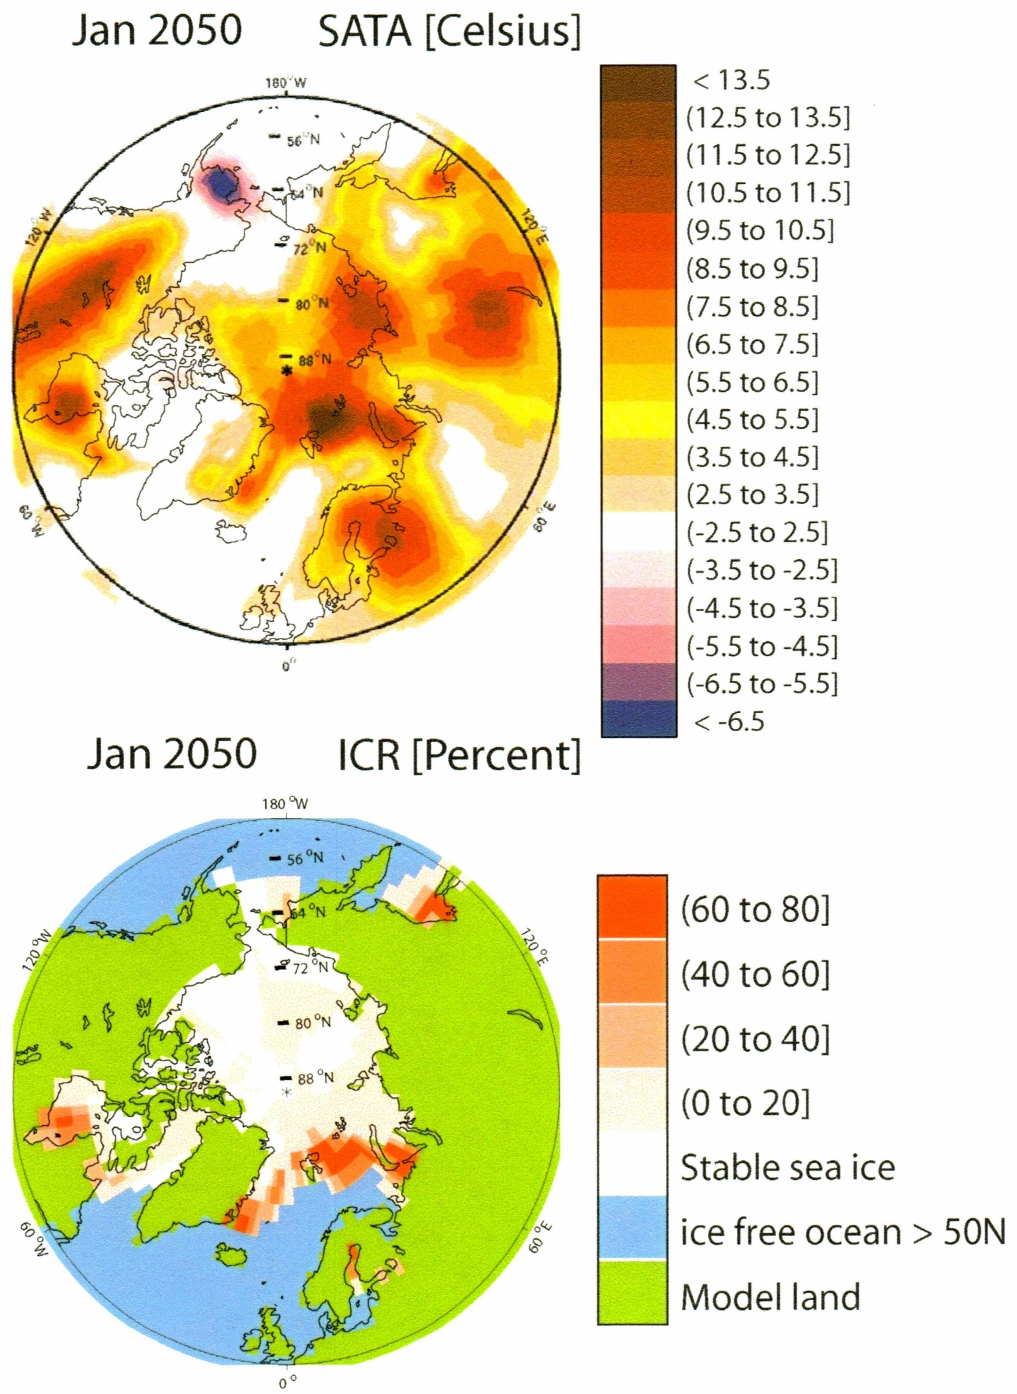 Jan 2050 SATA [Celsius]
180°W
56°N
64°N
72°N
80°N
88°N
120°W
120°E
60°W
60°E
0°
< 13.5
(12.5 to 13.5]
(11.5 to 12.5]
(10.5 to 11.5]
(9.5 to 10.5]
(8.5 to 9.5]
(7.5 to 8.5]
(6.5 to 7.5]
(5.5 to 6.5]
(4.5 to 5.5]
(3.5 to 4.5]
(2.5 to 3.5]
(-2.5 to 2.5]
(-3.5 to -2.5]
(-4.5 to -3.5]
(-5.5 to -4.5]
(-6.5 to -5.5]
< -6.5
Jan 2050 ICR [Percent]
180 °W
56 °N
64 °N
72 °N
80 °N
88 °N
120 °W
120 °E
60 °W
60 °E
0 °
(60 to 80]
(40 to 60]
(20 to 40]
(0 to 20]
Stable sea ice
ice free ocean > 50N
Model land